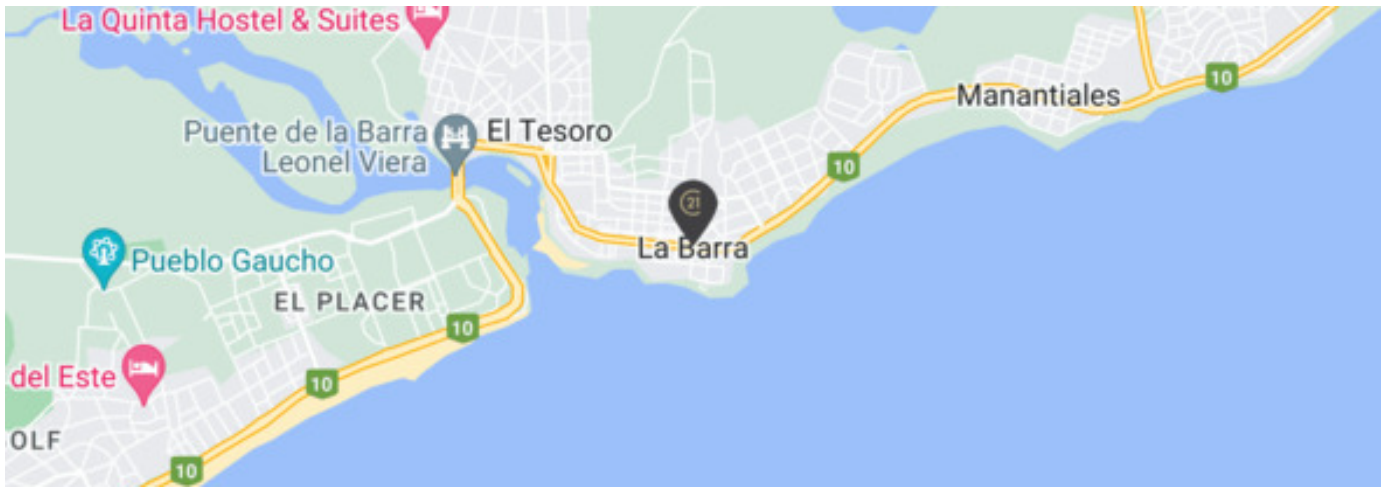 La Quinta Hostel & Suites
10
Manantiales
Puente de la Barra
Leonel Viera
El Tesoro
10
21
La Barra
Pueblo Gaucho
EL PLACER
10
del Este
10
OLF
10